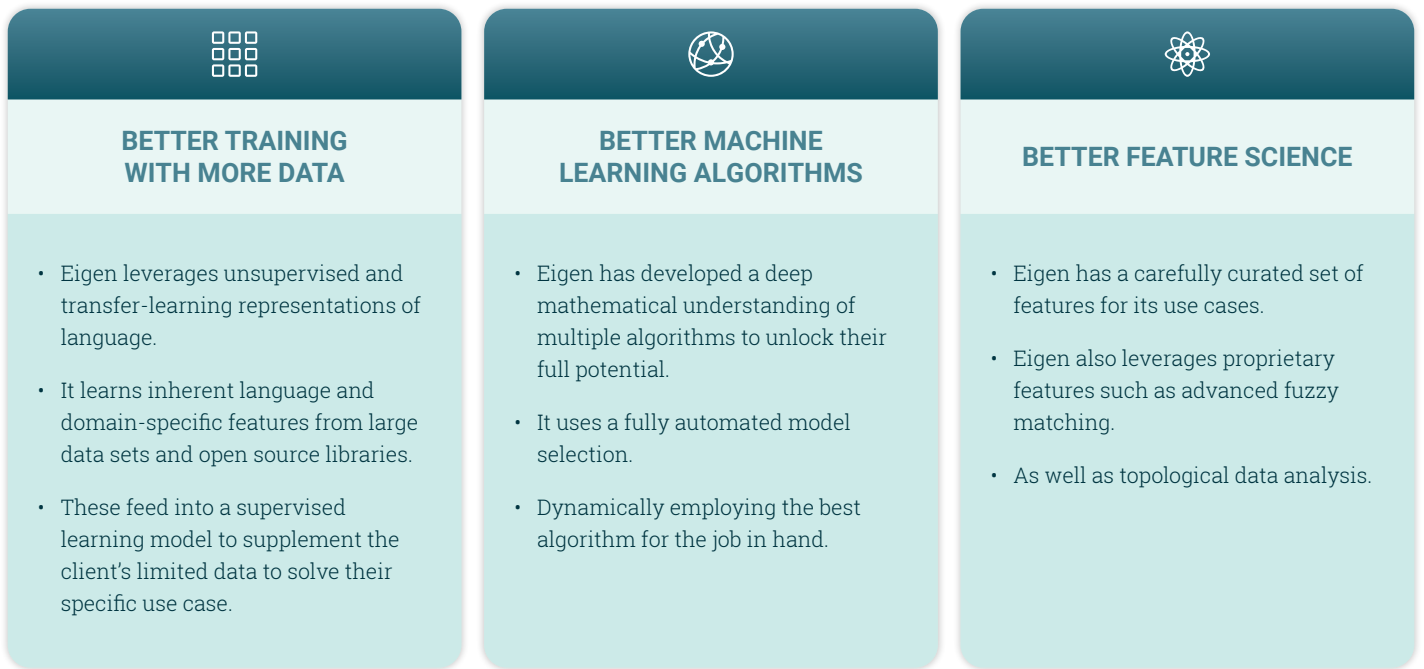 BETTER TRAINING
WITH MORE DATA
• Eigen leverages unsupervised and
transfer-learning representations of
language.
• It learns inherent language and
domain-specific features from large
data sets and open source libraries.
• These feed into a supervised
learning model to supplement the
client’s limited data to solve their
specific use case.
BETTER MACHINE
LEARNING ALGORITHMS
• Eigen has developed a deep
mathematical understanding of
multiple algorithms to unlock their
full potential.
• It uses a fully automated model
selection.
• Dynamically employing the best
algorithm for the job in hand.
BETTER FEATURE SCIENCE
• Eigen has a carefully curated set of
features for its use cases.
• Eigen also leverages proprietary
features such as advanced fuzzy
matching.
• As well as topological data analysis.